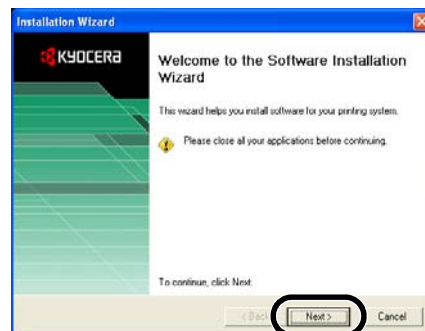 Installation Wizard
KYOCERA
Welcome to the Software Installation
Wizard
This wizard helps you install software for your printing system.
Please close all your applications before continuing.
To continue, click Next.
< Back
Next >
Cancel